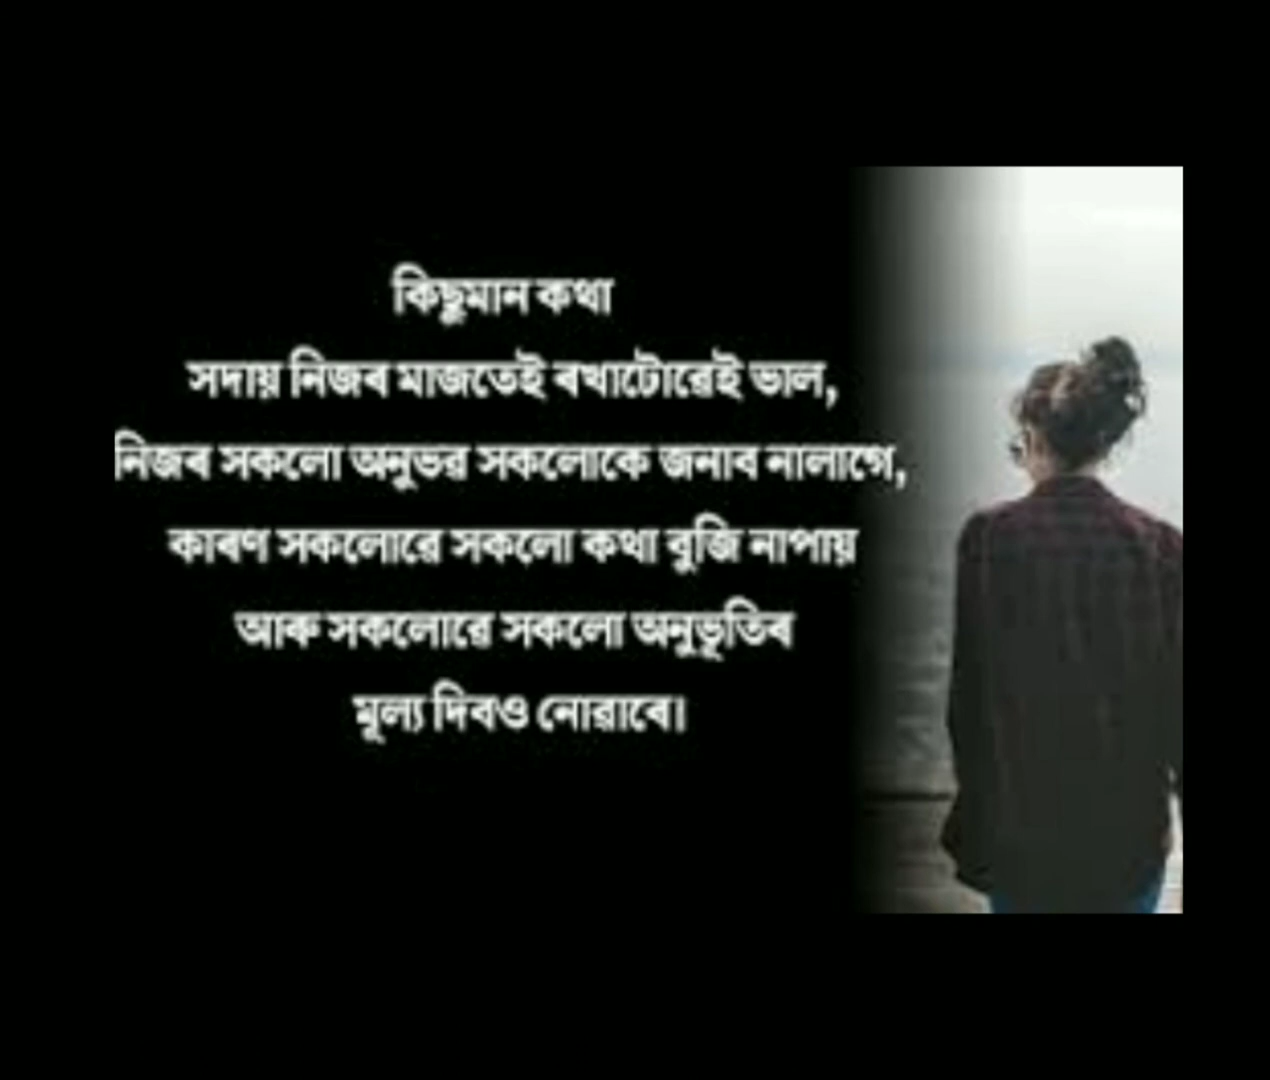 কিছুমান কথা
সদায় নিজৰ মাজতেই ৰখাটোৱেই ভাল,
নিজৰ সকলো অনুভৱ সকলোকে জনাব নালাগে,
কাৰণ সকলোৱে সকলো কথা বুজি নাপায়
আৰু সকলোৱে সকলো অনুভূতিৰ
মূল্য দিবও নোৱাৰে।